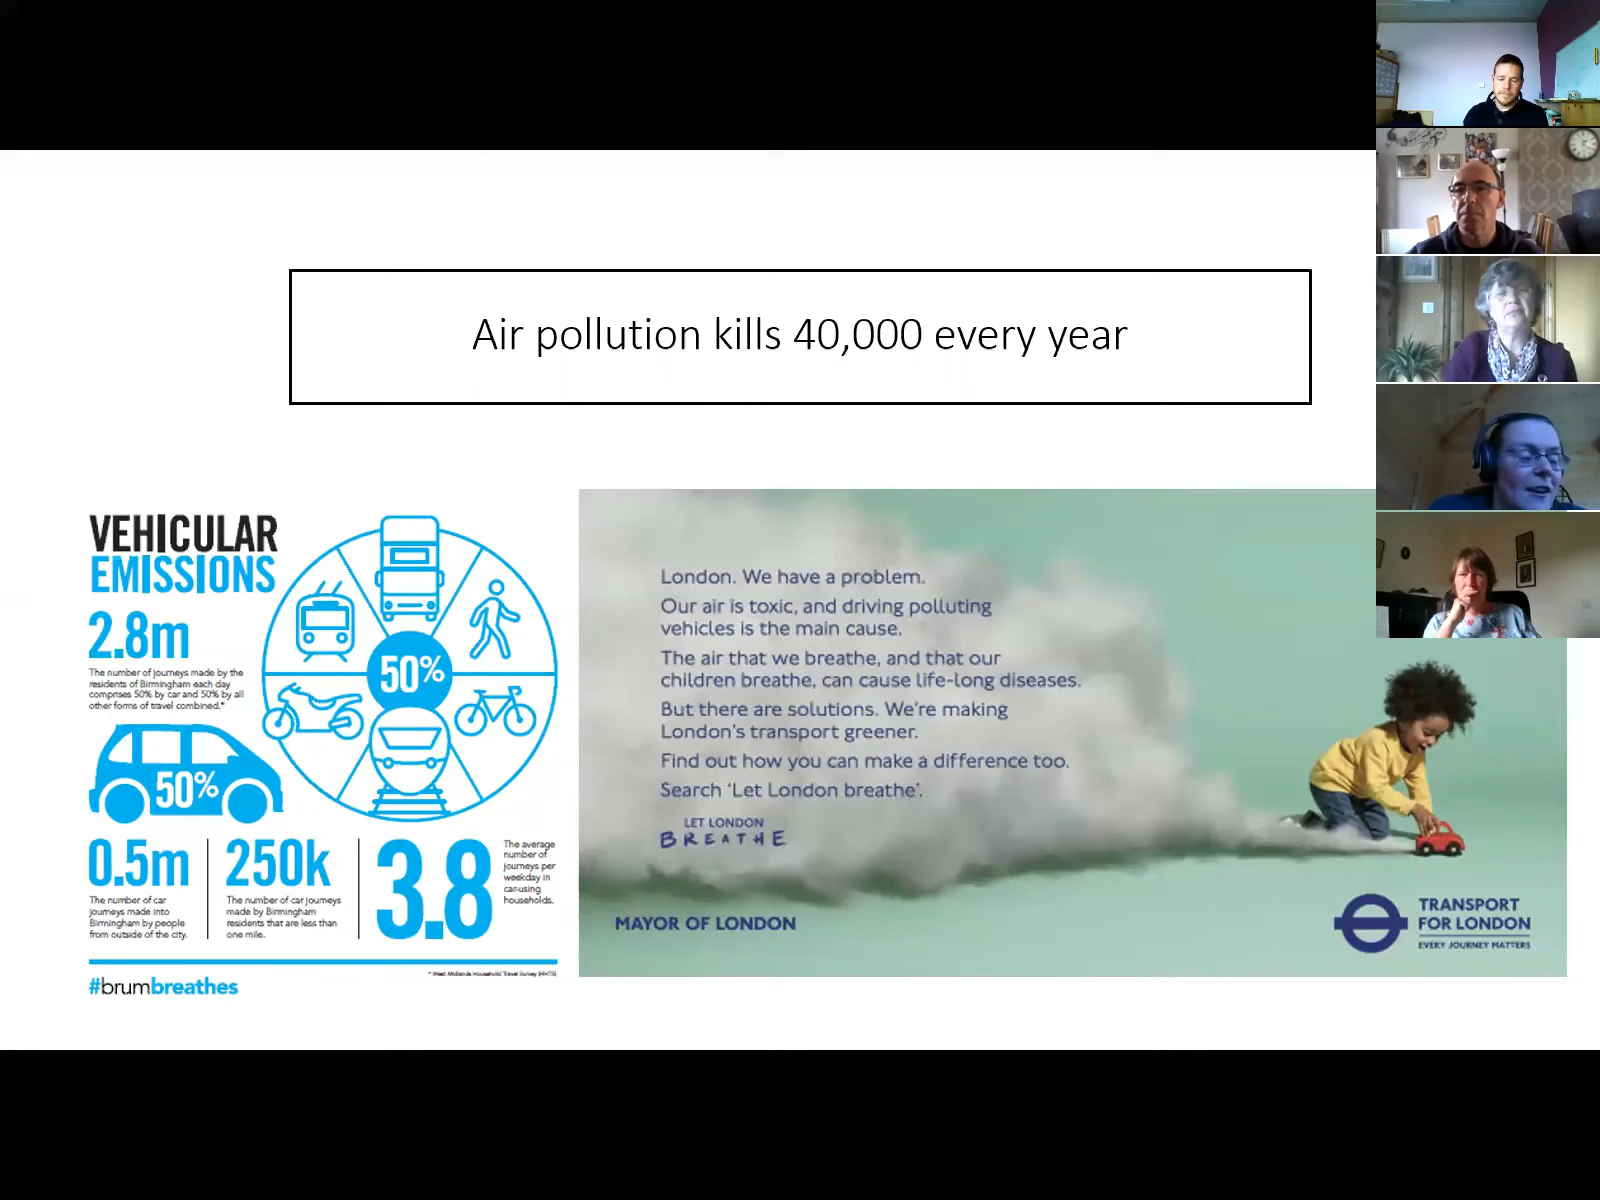 Air pollution kills 40,000 every year
VEHICULAR
EMISSIONS
2.8m
The number of journeys made by the
residents of Birmingham each day
comprises 50% by car and 50% by all
other forms of travel combined.*
50%
50%
0.5m
The number of car
journeys made into
Birmingham by people
from outside of the city.
250k
The number of car journeys
made by Birmingham
residents that are less than
one mile.
3.8
The average
number of
journeys per
weekday in
car-using
households.
* West Midlands Household Travel Survey (HHTS)
#brumbreathes
London. We have a problem.
Our air is toxic, and driving polluting
vehicles is the main cause.
The air that we breathe, and that our
children breathe, can cause life-long diseases.
But there are solutions. We're making
London's transport greener.
Find out how you can make a difference too.
Search 'Let London breathe'.
LET LONDON
BREATHE
MAYOR OF LONDON
TRANSPORT
FOR LONDON
EVERY JOURNEY MATTERS